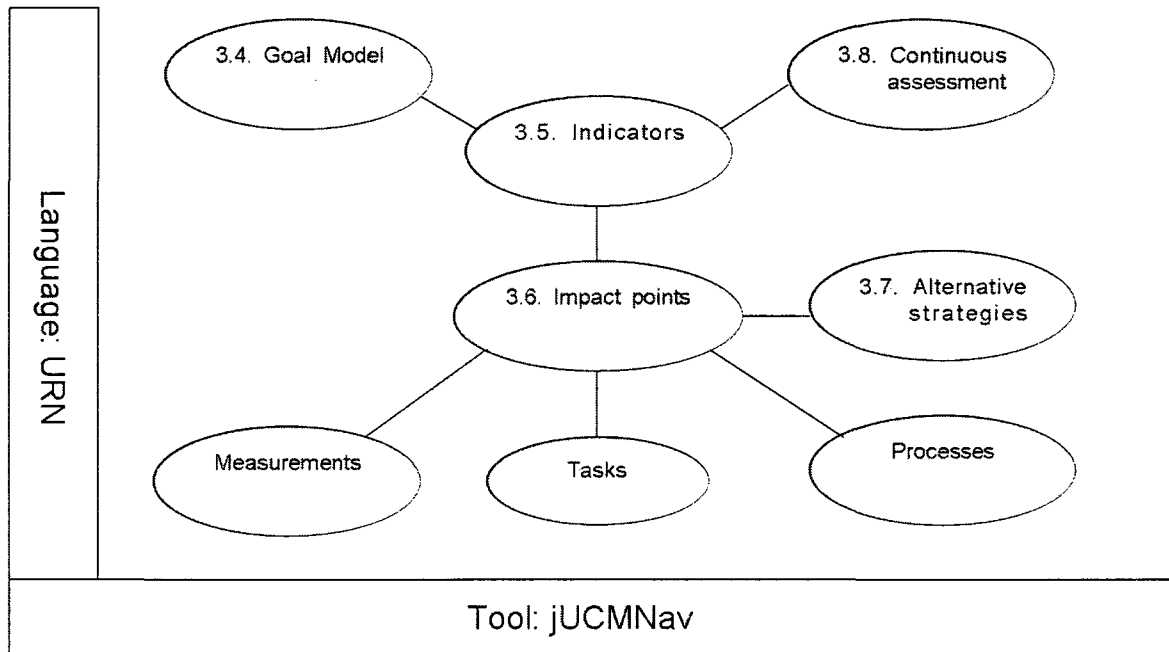 Language: URN
3.4. Goal Model
3.8. Continuous
assessment
3.5. Indicators
3.6. Impact points
3.7. Alternative
strategies
Measurements
Tasks
Processes
Tool: jUCMNav